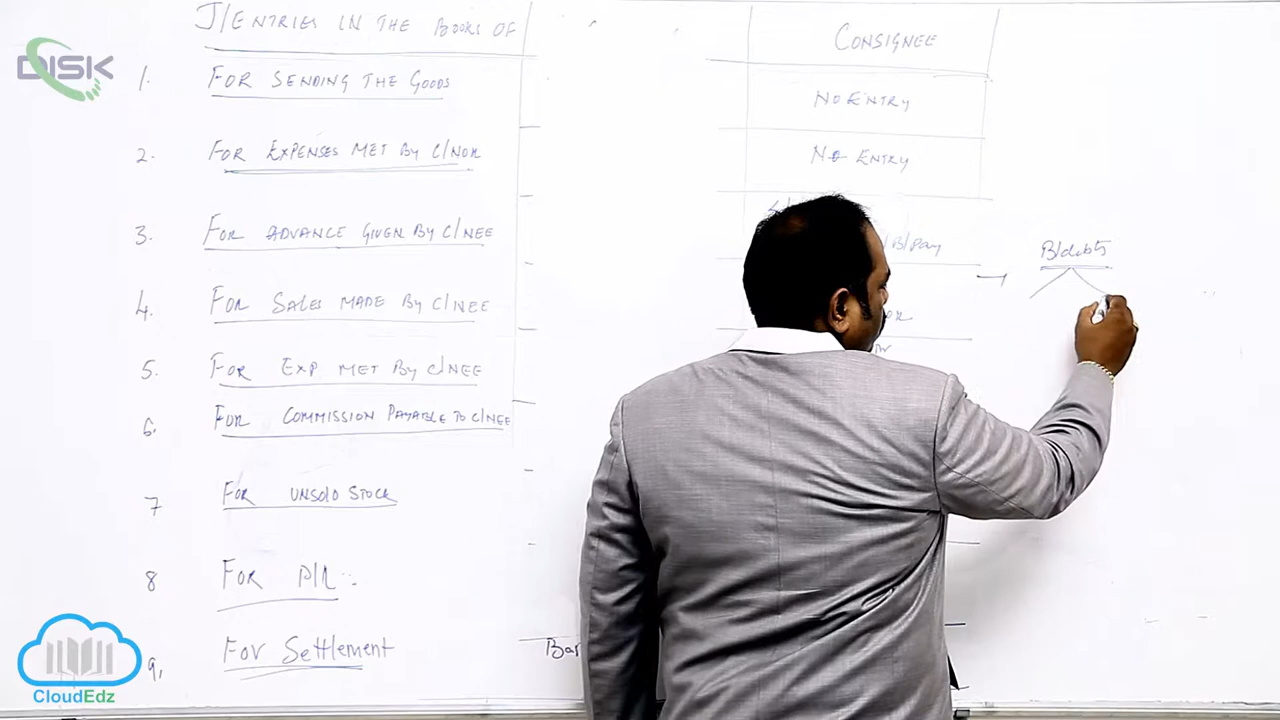 J/ENTRIES IN THE BOOKS OF
CONSIGNEE
DISK
1. FOR SENDING THE GOODS
NO ENTRY
2. FOR EXPENSES MET BY C/NOR
NO ENTRY
3. FOR ADVANCE GIVEN BY C/NEE
/B/Pay
B/debts
4. FOR SALES MADE BY C/NEE
5. FOR EXP MET BY C/NEE
6. FOR COMMISSION PAYABLE TO C/NEE
7 FOR UNSOLD STOCK
8 FOR P/L
9, For Settlement
Bar
CloudEdz